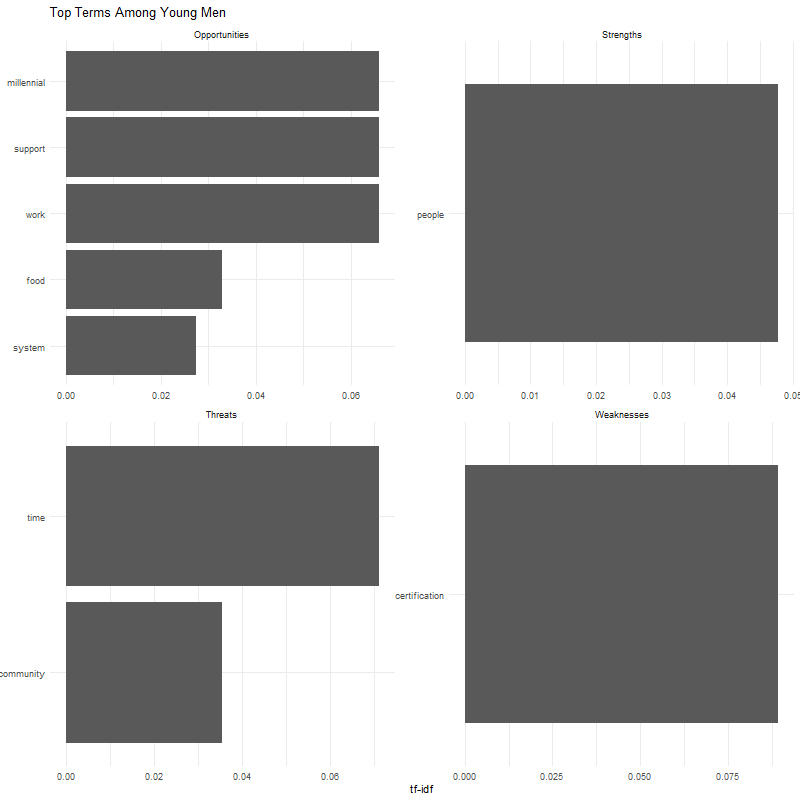 Top Terms Among Young Men
Opportunities
millennial
support
work
food
system
0.00 0.02 0.04 0.06
Strengths
people
0.00 0.01 0.02 0.03 0.04 0.05
Threats
time
community
0.00 0.02 0.04 0.06
Weaknesses
certification
0.000 0.025 0.050 0.075
tf-idf